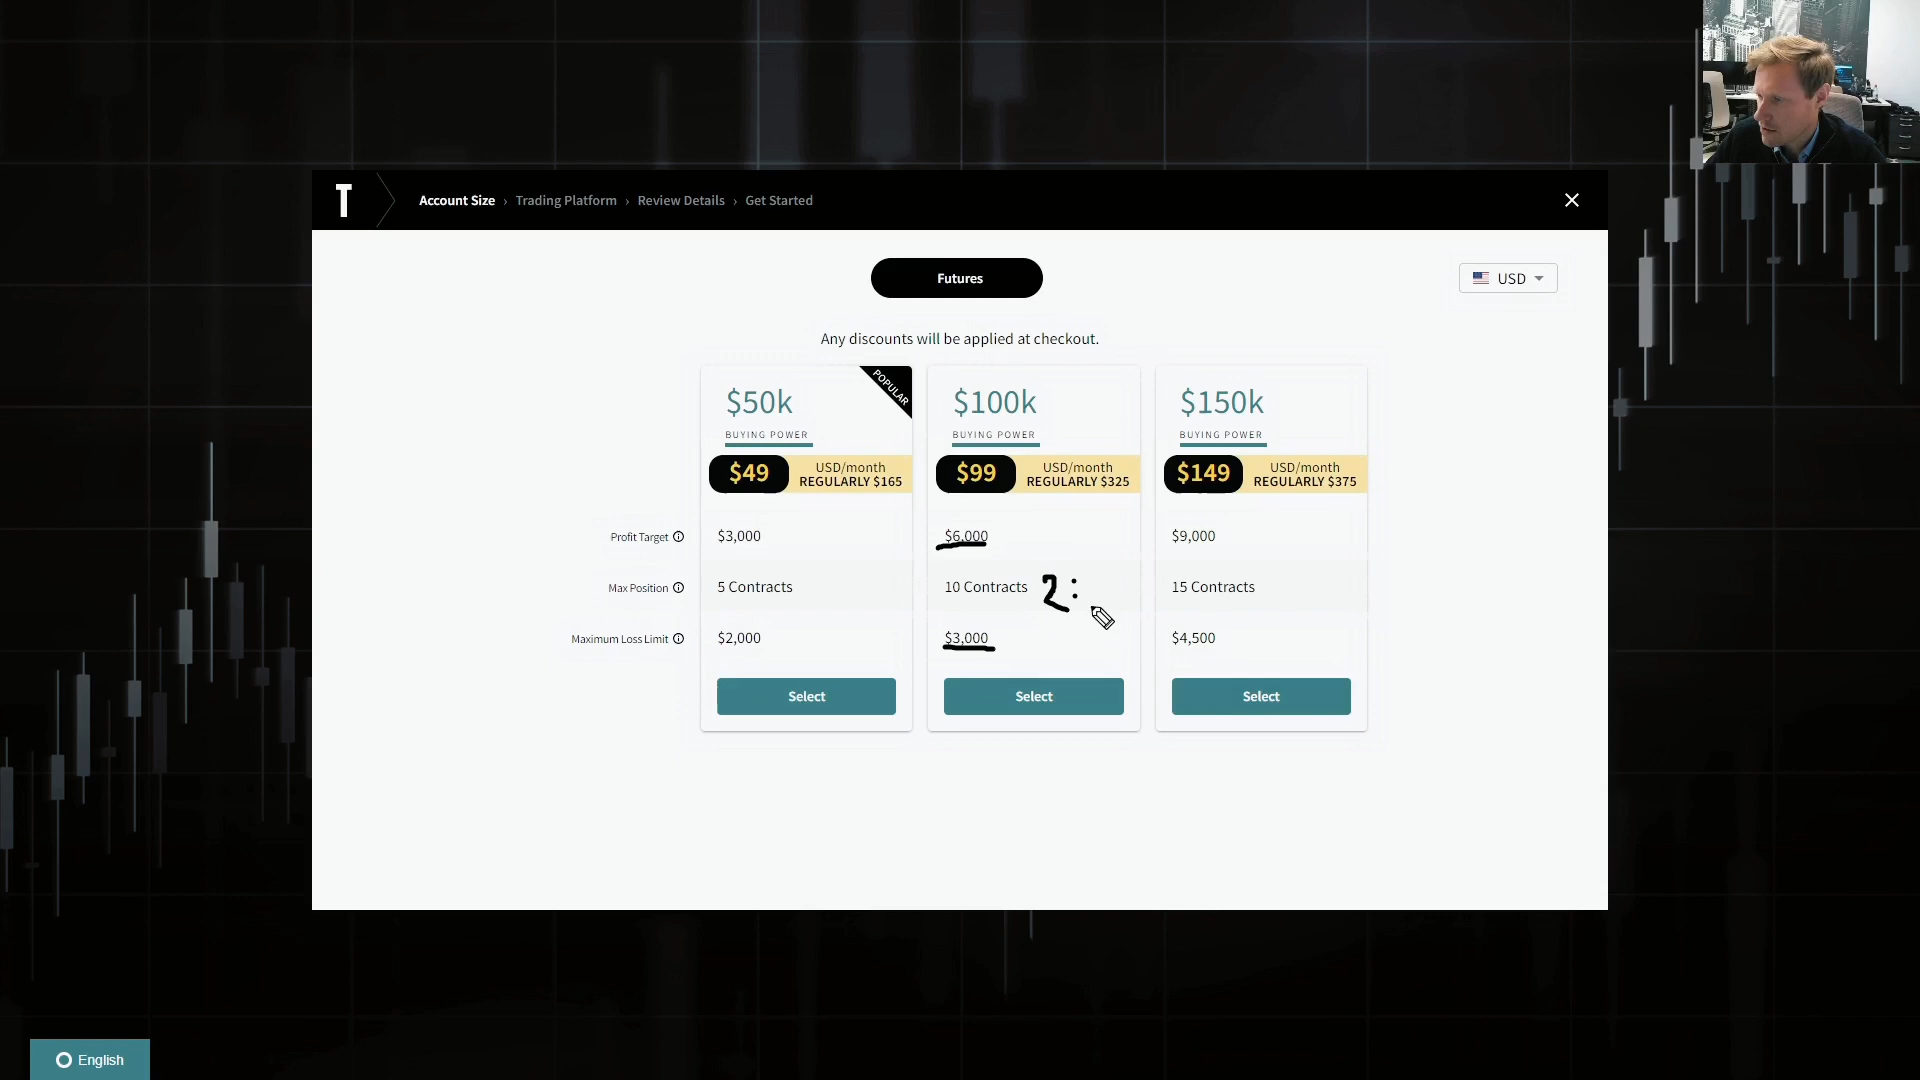 T
Account Size › Trading Platform › Review Details › Get Started
Futures
USD
Any discounts will be applied at checkout.
POPULAR
$50k
BUYING POWER
$49
USD/month
REGULARLY $165
$100k
BUYING POWER
$99
USD/month
REGULARLY $325
$150k
BUYING POWER
$149
USD/month
REGULARLY $375
Profit Target $3,000 $6,000 $9,000
Max Position 5 Contracts 10 Contracts 2: 15 Contracts
Maximum Loss Limit $2,000 $3,000 $4,500
Select Select Select
English